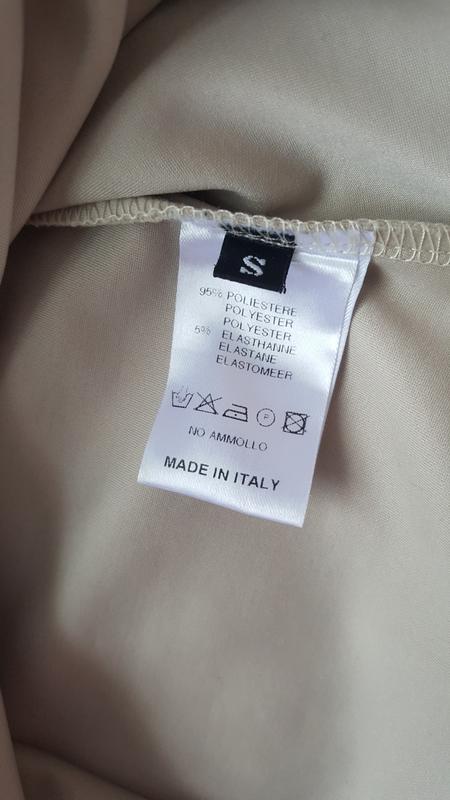 S
95% POLIESTERE
POLYESTER
POLYESTER
5% ELASTHANNE
ELASTANE
ELASTOMEER
P
NO AMMOLLO
MADE IN ITALY